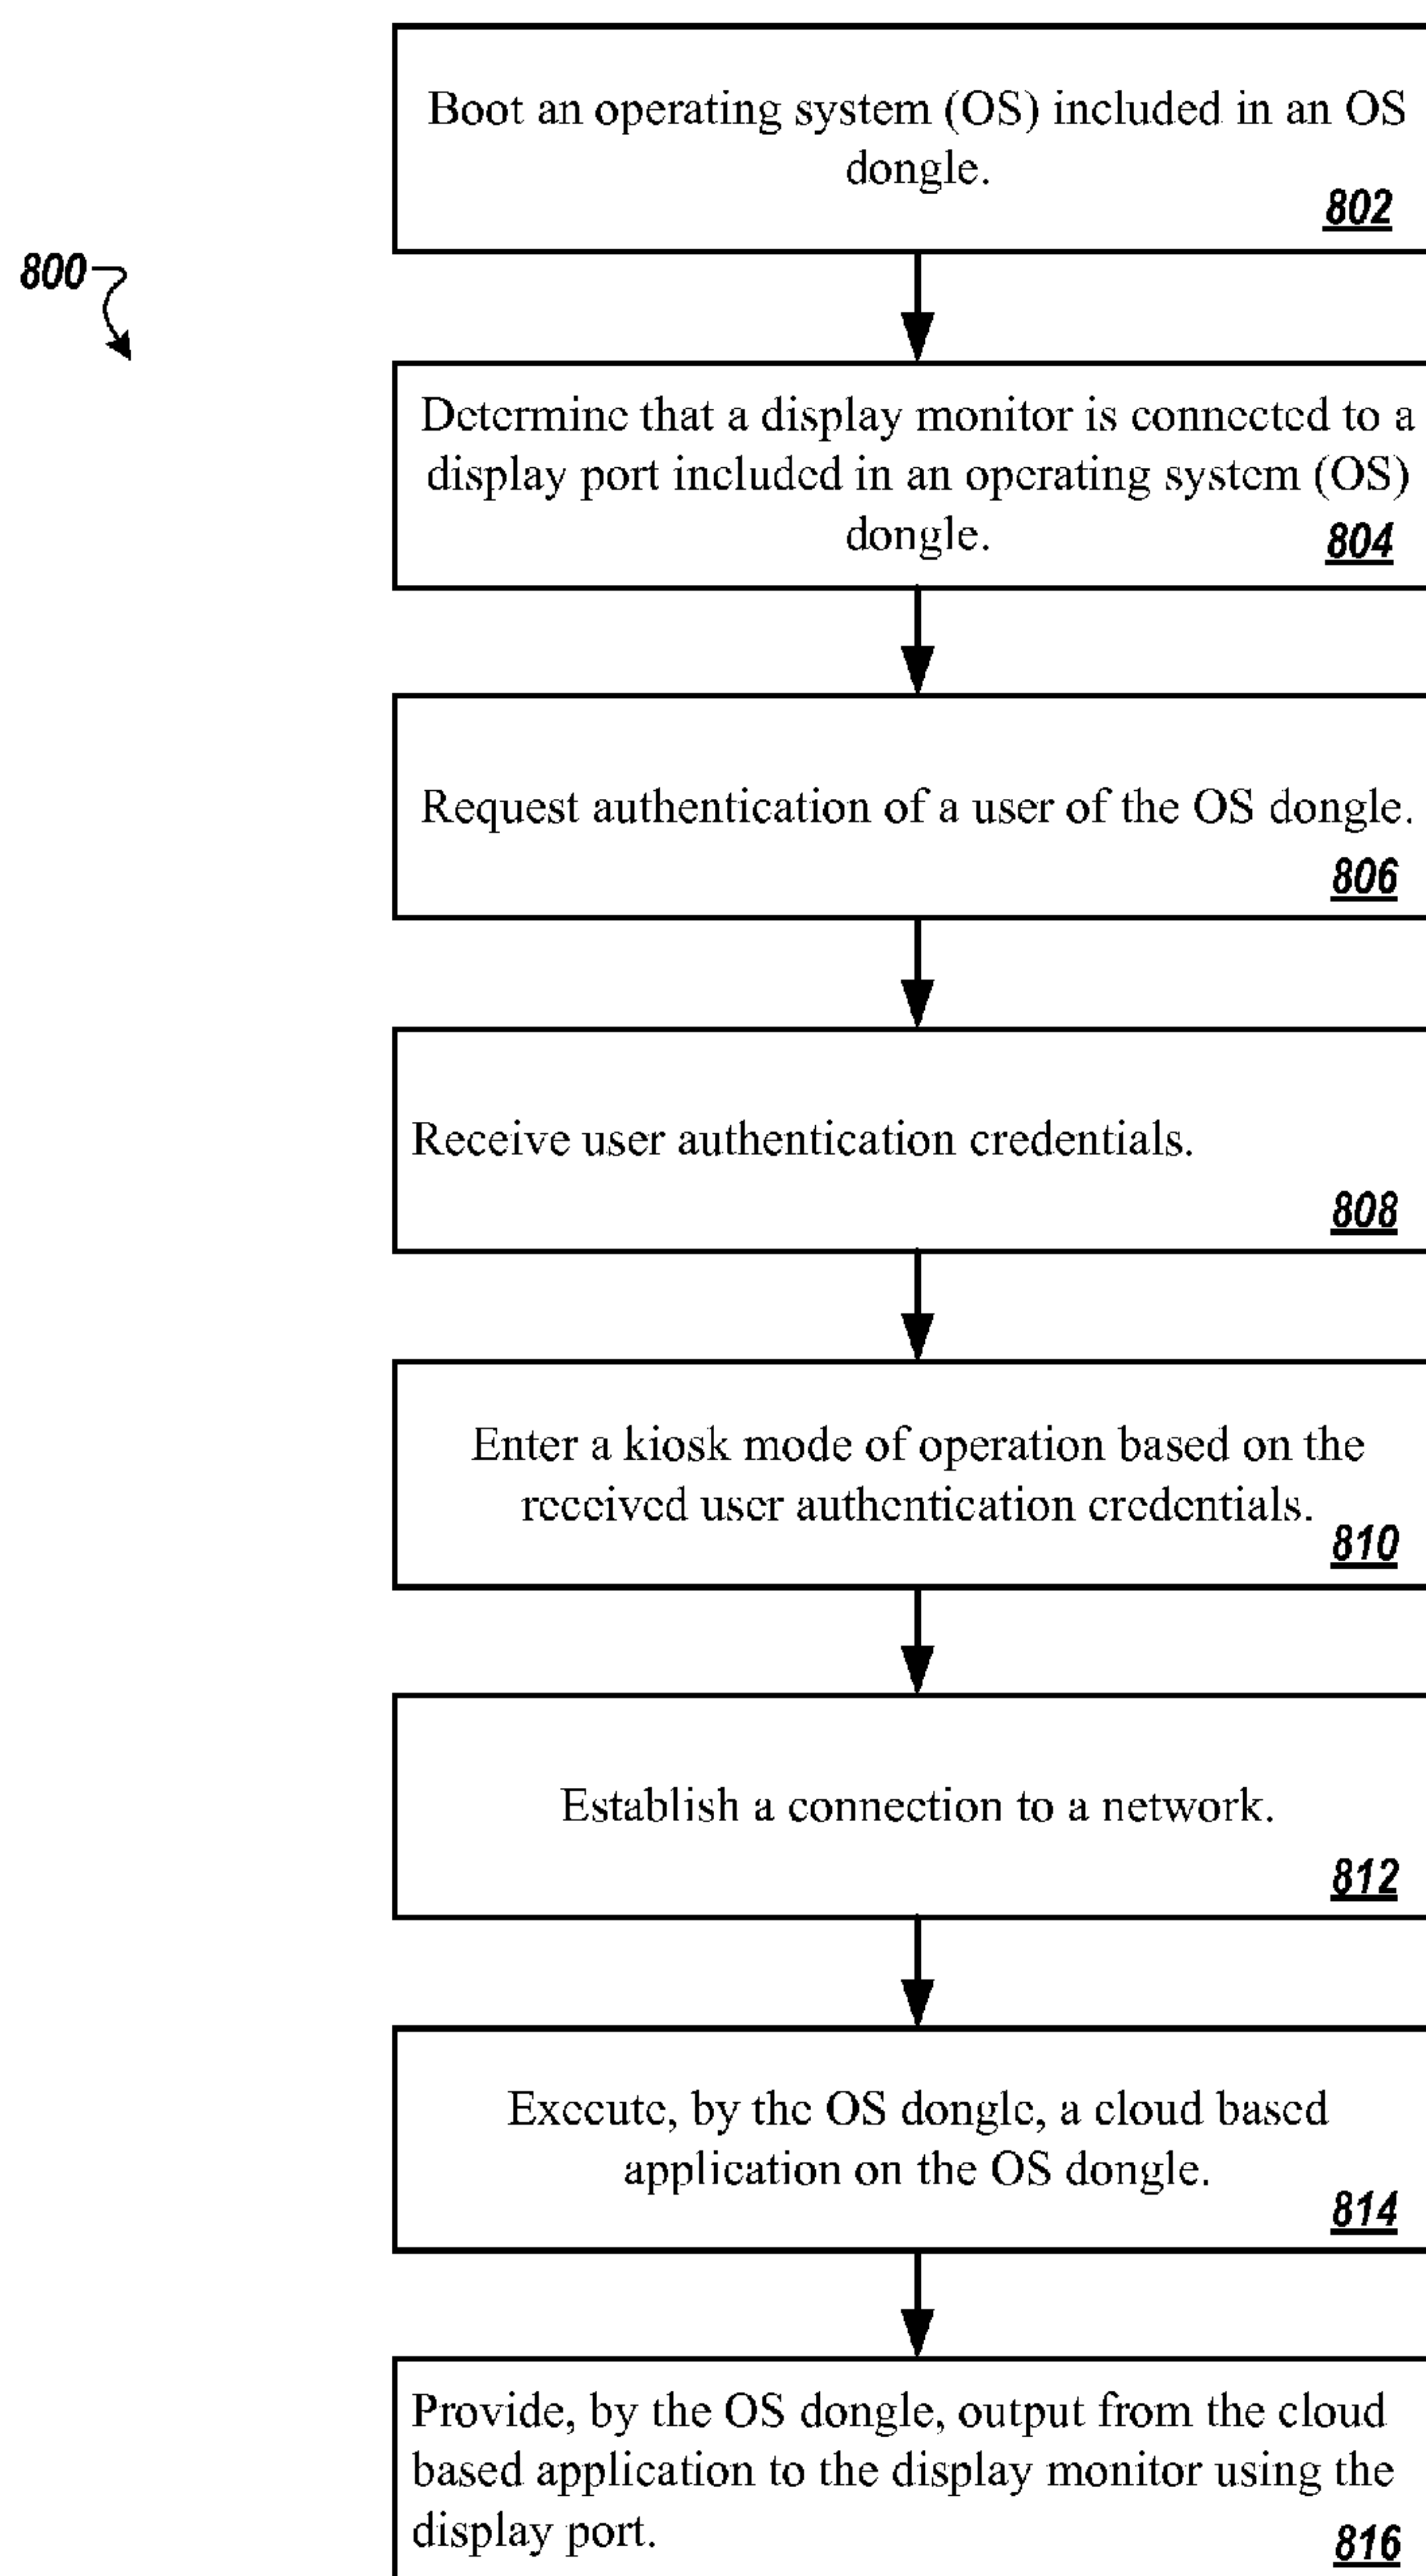 Boot an operating system (OS) included in an OS
dongle.
802
800
Determine that a display monitor is connected to a
display port included in an operating system (OS)
dongle.
804
Request authentication of a user of the OS dongle.
806
Receive user authentication credentials.
808
Enter a kiosk mode of operation based on the
received user authentication credentials.
810
Establish a connection to a network.
812
Execute, by the OS dongle, a cloud based
application on the OS dongle.
814
Provide, by the OS dongle, output from the cloud
based application to the display monitor using the
display port.
816